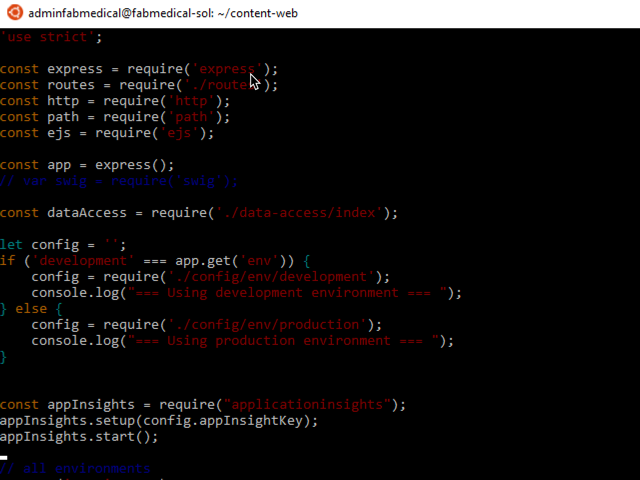 adminfabmedical@fabmedical-sol: ~/content-web
'use strict';
const express = require('express');
const routes = require('./routes');
const http = require('http');
const path = require('path');
const ejs = require('ejs');
const app = express();
// var swig = require('swig');
const dataAccess = require('./data-access/index');
let config = '';
if ('development' === app.get('env')) {
config = require('./config/env/development');
console.log("=== Using development environment === ");
} else {
config = require('./config/env/production');
console.log("=== Using production environment === ");
}
const appInsights = require("applicationinsights");
appInsights.setup(config.appInsightKey);
appInsights.start();
// all environments